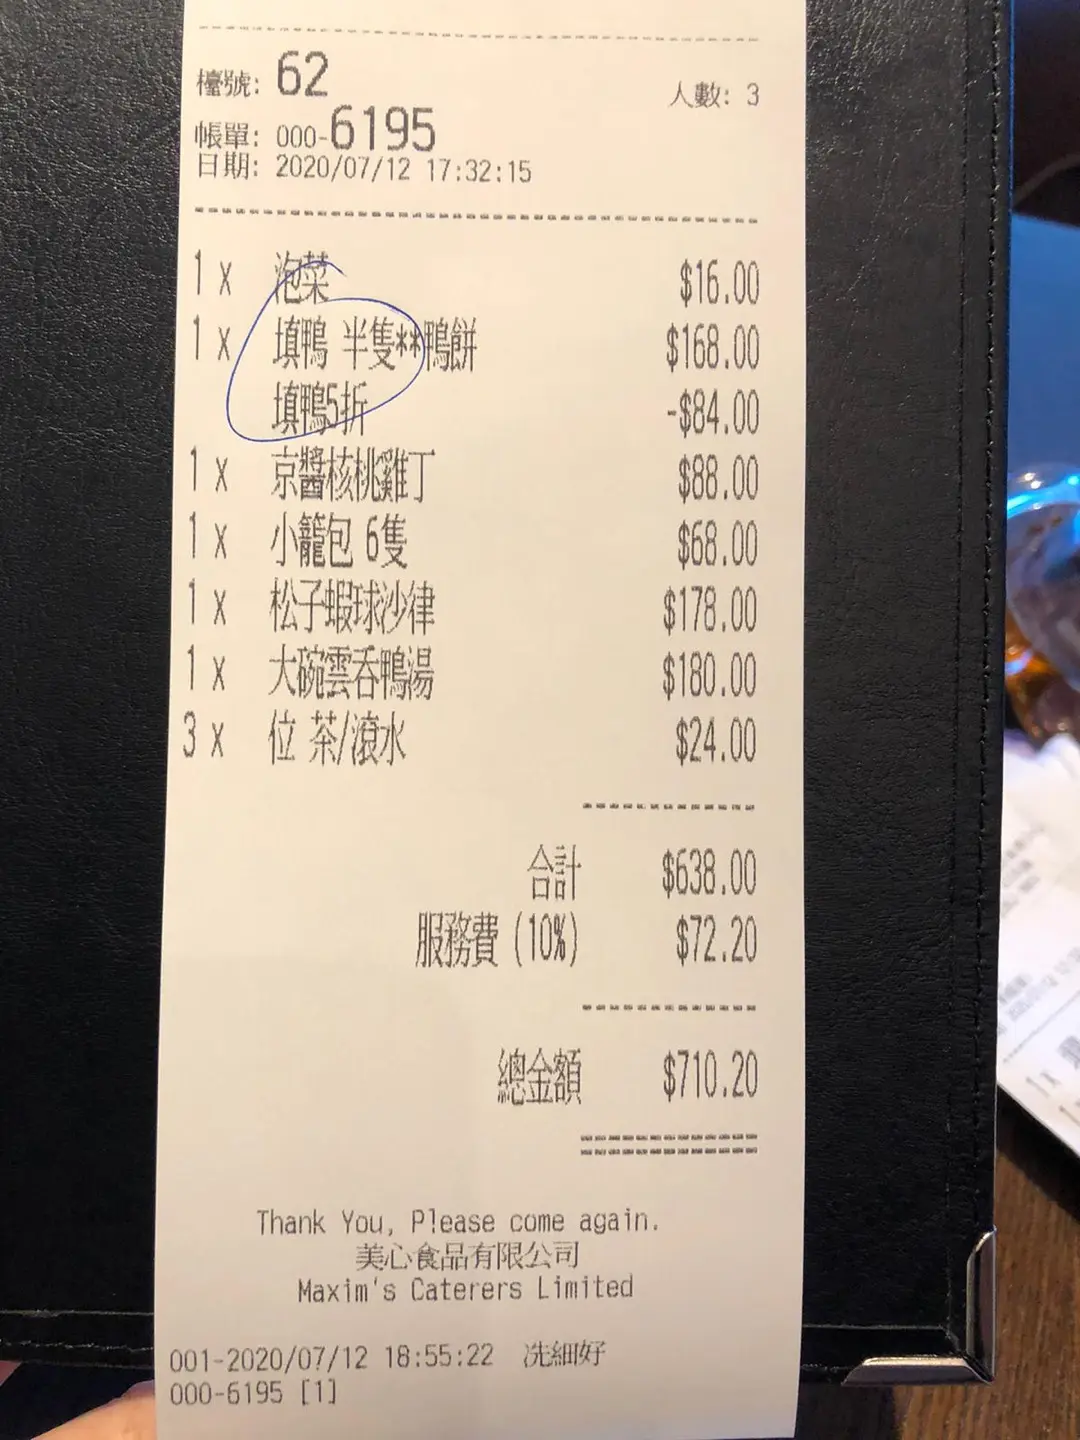 檯號: 62
人數: 3
帳單: 000-6195
日期: 2020/07/12 17:32:15
1 x 泡菜 $16.00
1 x 填鴨 半隻**鴨餅 $168.00
填鴨5折 -$84.00
1 x 京醬核桃雞丁 $88.00
1 x 小籠包 6隻 $68.00
1 x 松子蝦球沙律 $178.00
1 x 大碗雲吞鴨湯 $180.00
3 x 位 茶/滾水 $24.00
合計 $638.00
服務費 (10%) $72.20
總金額 $710.20
Thank You, Please come again.
美心食品有限公司
Maxim's Caterers Limited
001-2020/07/12 18:55:22 冼細好
000-6195 [1]